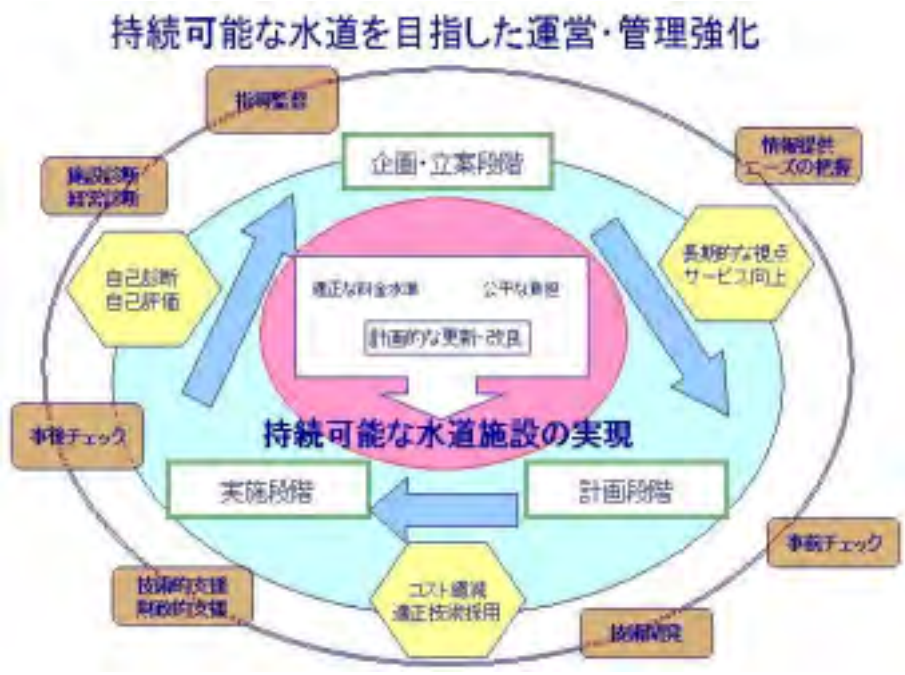 持続可能な水道を目指した運営・管理強化
指導監督
企画・立案段階
情報提供
ニーズの把握
施設診断
経営診断
長期的な視点
サービス向上
自己診断
自己評価
適正な料金水準
公平な負担
計画的な更新・改良
事後チェック
持続可能な水道施設の実現
実施段階
計画段階
事前チェック
技術的支援
財政的支援
コスト縮減
適正技術採用
技術開発